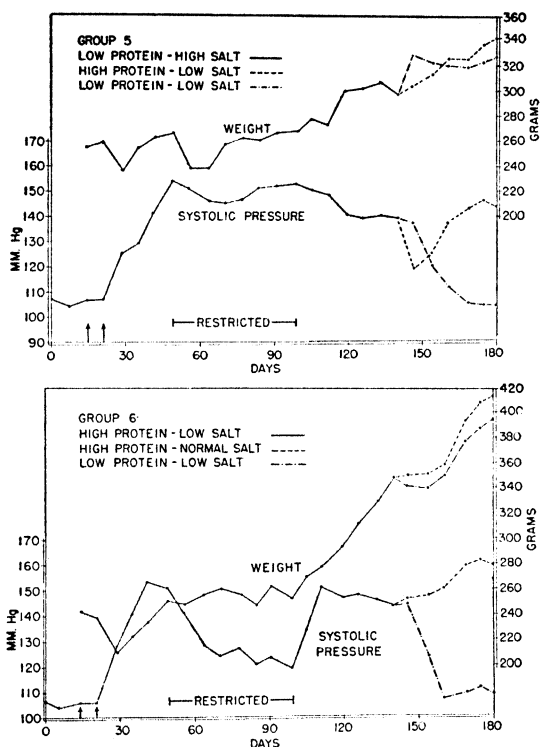 GROUP 5
LOW PROTEIN - HIGH SALT
HIGH PROTEIN - LOW SALT
LOW PROTEIN - LOW SALT
WEIGHT
SYSTOLIC PRESSURE
RESTRICTED
MM. Hg
170
160
150
140
130
120
110
100
90
360
340
320
300
280
260
240
220
200
GRAMS
0
30
60
90
120
150
180
DAYS
GROUP 6
HIGH PROTEIN - LOW SALT
HIGH PROTEIN - NORMAL SALT
LOW PROTEIN - LOW SALT
WEIGHT
SYSTOLIC
PRESSURE
RESTRICTED
MM. Hg
170
160
150
140
130
120
110
100
420
400
380
360
340
320
300
280
260
240
220
200
GRAMS
0
30
60
90
120
150
180
DAYS